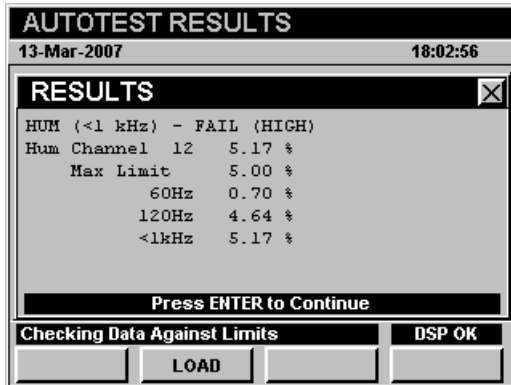 AUTOTEST RESULTS
13-Mar-2007 18:02:56
RESULTS
HUM (<1 kHz) - FAIL (HIGH)
Hum Channel 12 5.17 %
Max Limit 5.00 %
60Hz 0.70 %
120Hz 4.64 %
<1kHz 5.17 %
Press ENTER to Continue
Checking Data Against Limits DSP OK
LOAD